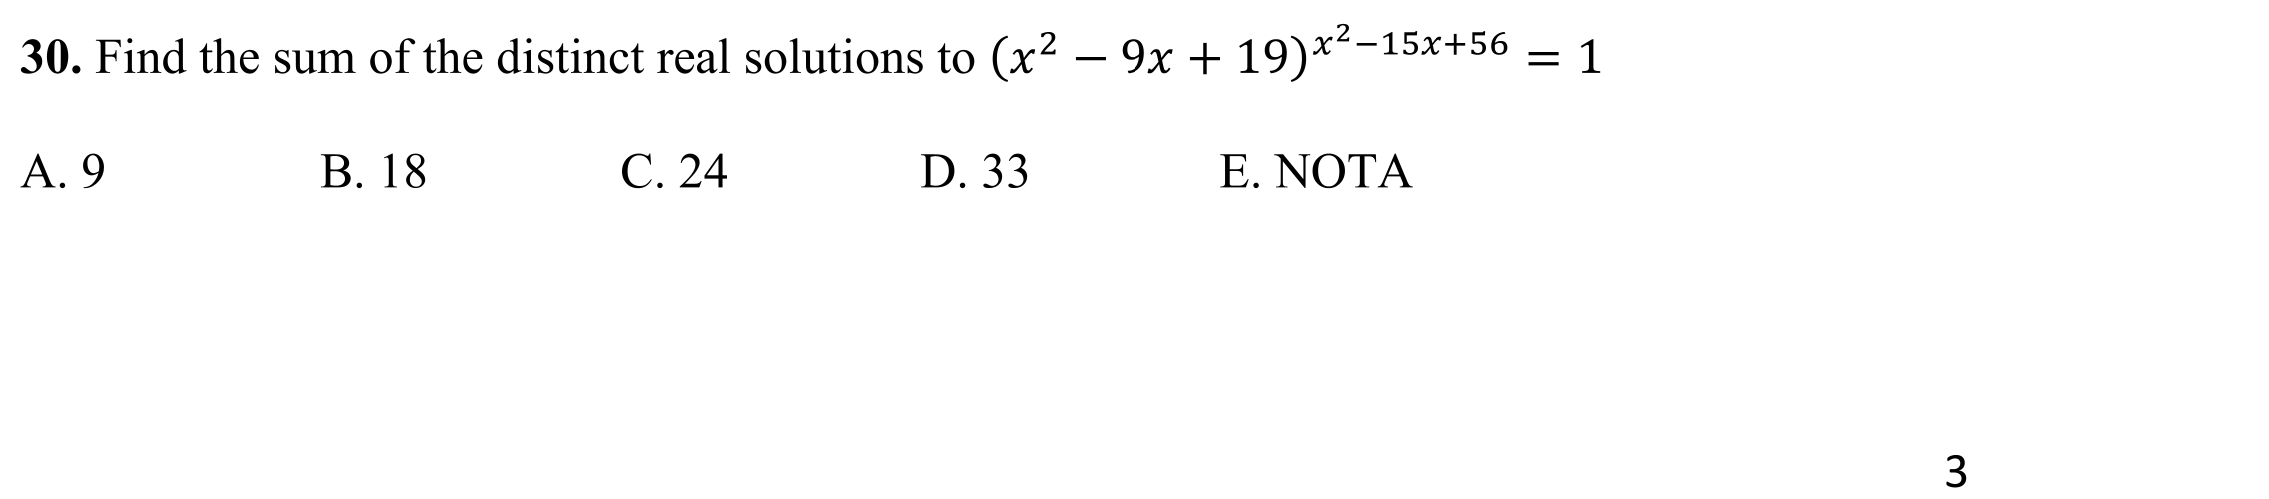 30. Find the sum of the distinct real solutions to (x² − 9x + 19)^{x²−15x+56} = 1
A. 9 B. 18 C. 24 D. 33 E. NOTA
3